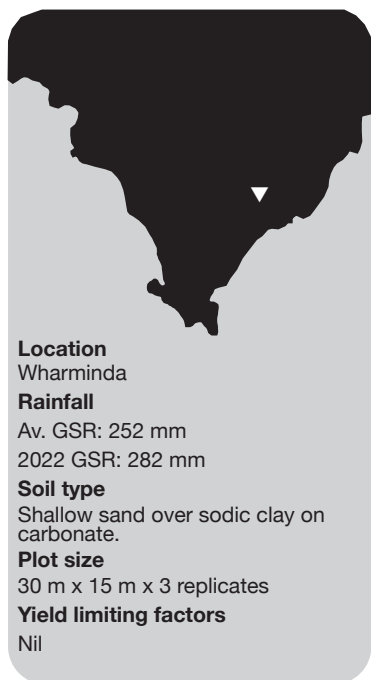 Location
Wharminda
Rainfall
Av. GSR: 252 mm
2022 GSR: 282 mm
Soil type
Shallow sand over sodic clay on
carbonate.
Plot size
30 m x 15 m x 3 replicates
Yield limiting factors
Nil